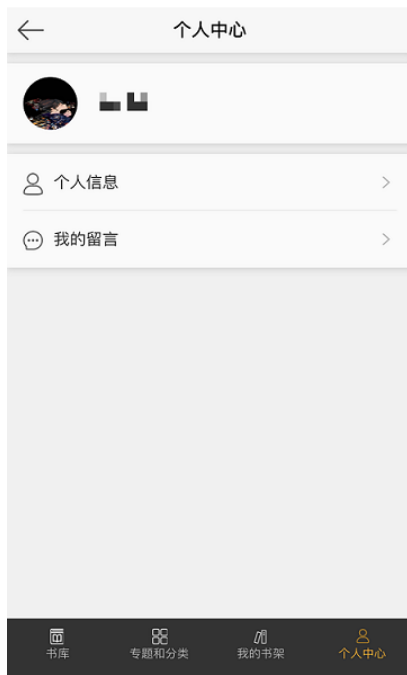 个人中心
个人信息
我的留言
书库
专题和分类
我的书架
个人中心